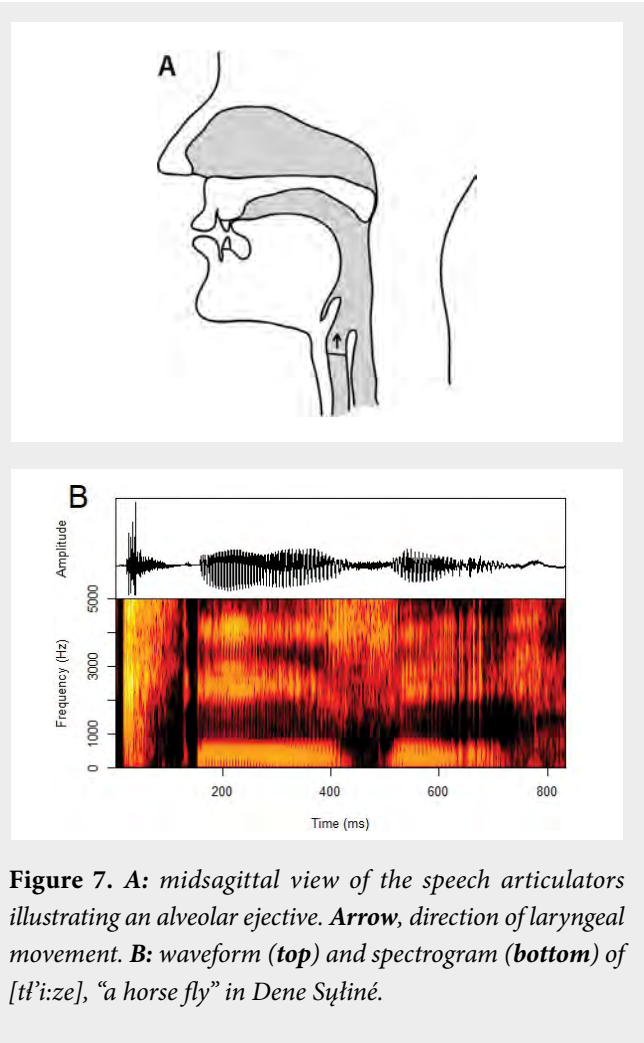 A
B
Amplitude
5000
3000
1000
0
Frequency (Hz)
200 400 600 800
Time (ms)
Figure 7. A: midsagittal view of the speech articulators
illustrating an alveolar ejective. Arrow, direction of laryngeal
movement. B: waveform (top) and spectrogram (bottom) of
[tł’i:ze], “a horse fly” in Dene Sųłiné.